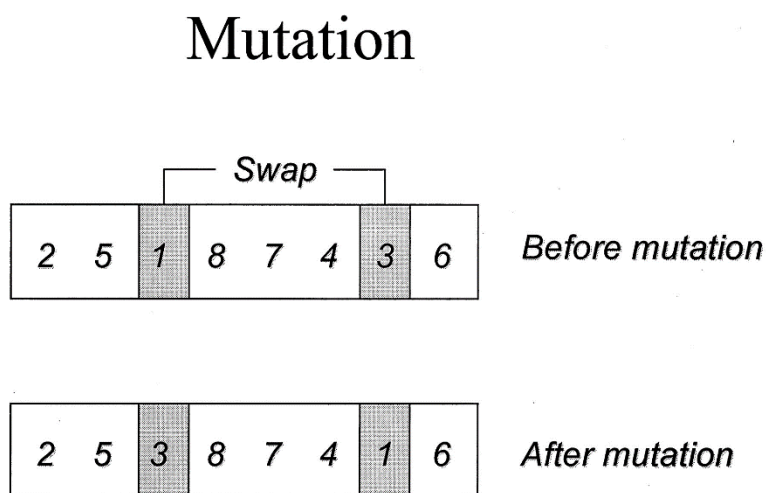 Mutation
Swap
2 5 1 8 7 4 3 6
Before mutation
2 5 3 8 7 4 1 6
After mutation